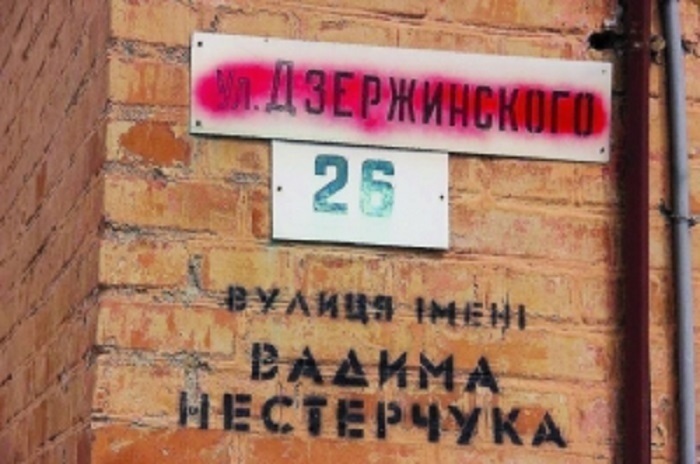 Ул. ДЗЕРЖИНСКОГО
26
ВУЛИЦЯ ІМЕНІ
ВАДИМА
НЕСТЕРЧУКА